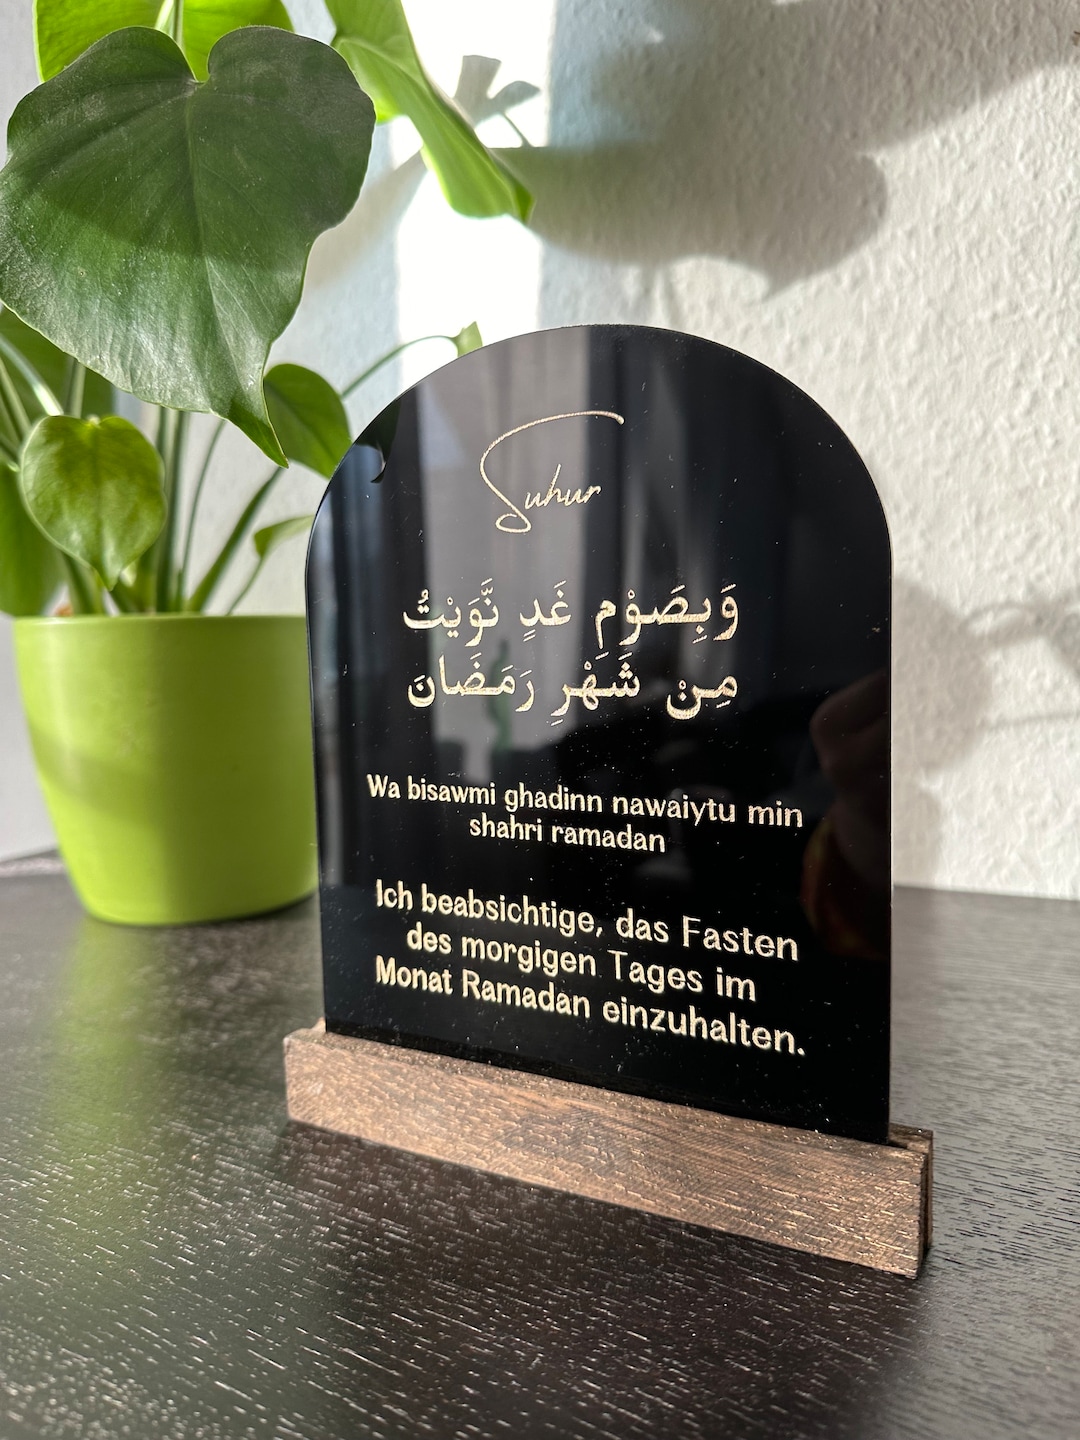 Suhur
وَبِصَوْمِ غَدٍ نَّوَيْتُ
مِنْ شَهْرِ رَمَضَانَ
Wa bisawmi ghadinn nawaiytu min
shahri ramadan
Ich beabsichtige, das Fasten
des morgigen Tages im
Monat Ramadan einzuhalten.